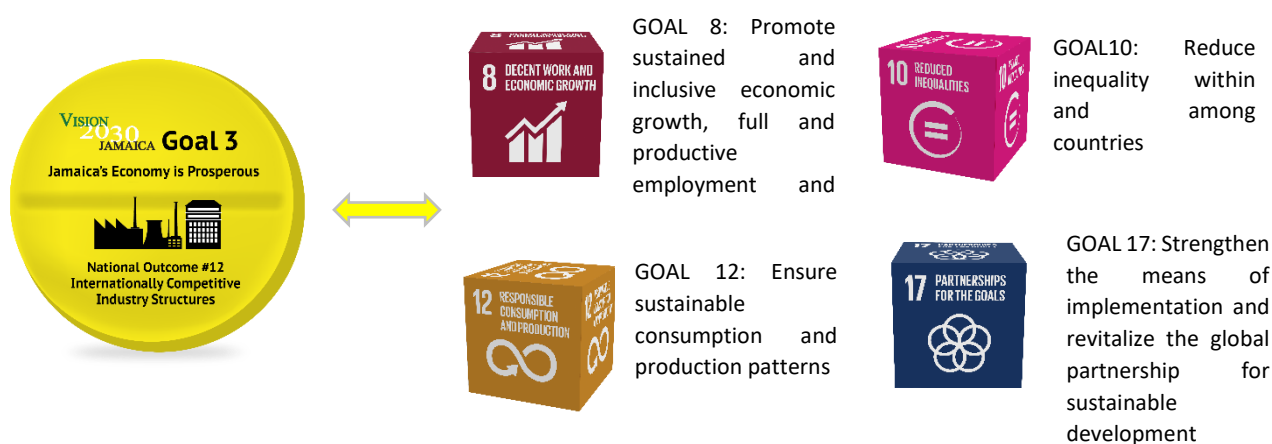 VISION
2030
JAMAICA Goal 3
Jamaica's Economy is Prosperous
National Outcome #12
Internationally Competitive
Industry Structures
8 DECENT WORK AND
ECONOMIC GROWTH
GOAL 8: Promote
sustained and
inclusive economic
growth, full and
productive
employment and
10 REDUCED
INEQUALITIES
10
GOAL10: Reduce
inequality within
and among
countries
12 RESPONSIBLE
CONSUMPTION
AND PRODUCTION
12
GOAL 12: Ensure
sustainable
consumption and
production patterns
17 PARTNERSHIPS
FOR THE GOALS
GOAL 17: Strengthen
the means of
implementation and
revitalize the global
partnership for
sustainable
development